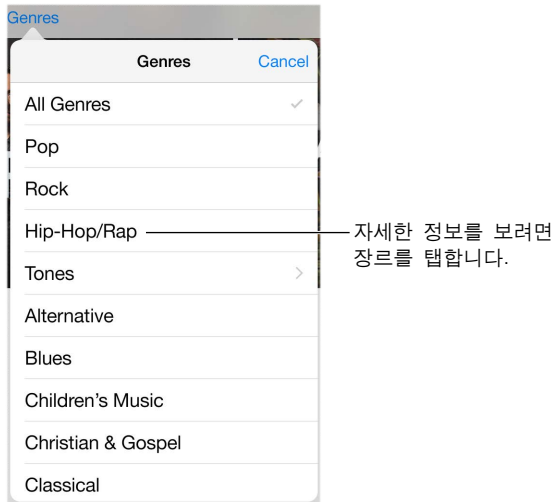 Genres
Genres Cancel
All Genres
Pop
Rock
Hip-Hop/Rap
자세한 정보를 보려면
장르를 탭합니다.
Tones
Alternative
Blues
Children's Music
Christian & Gospel
Classical